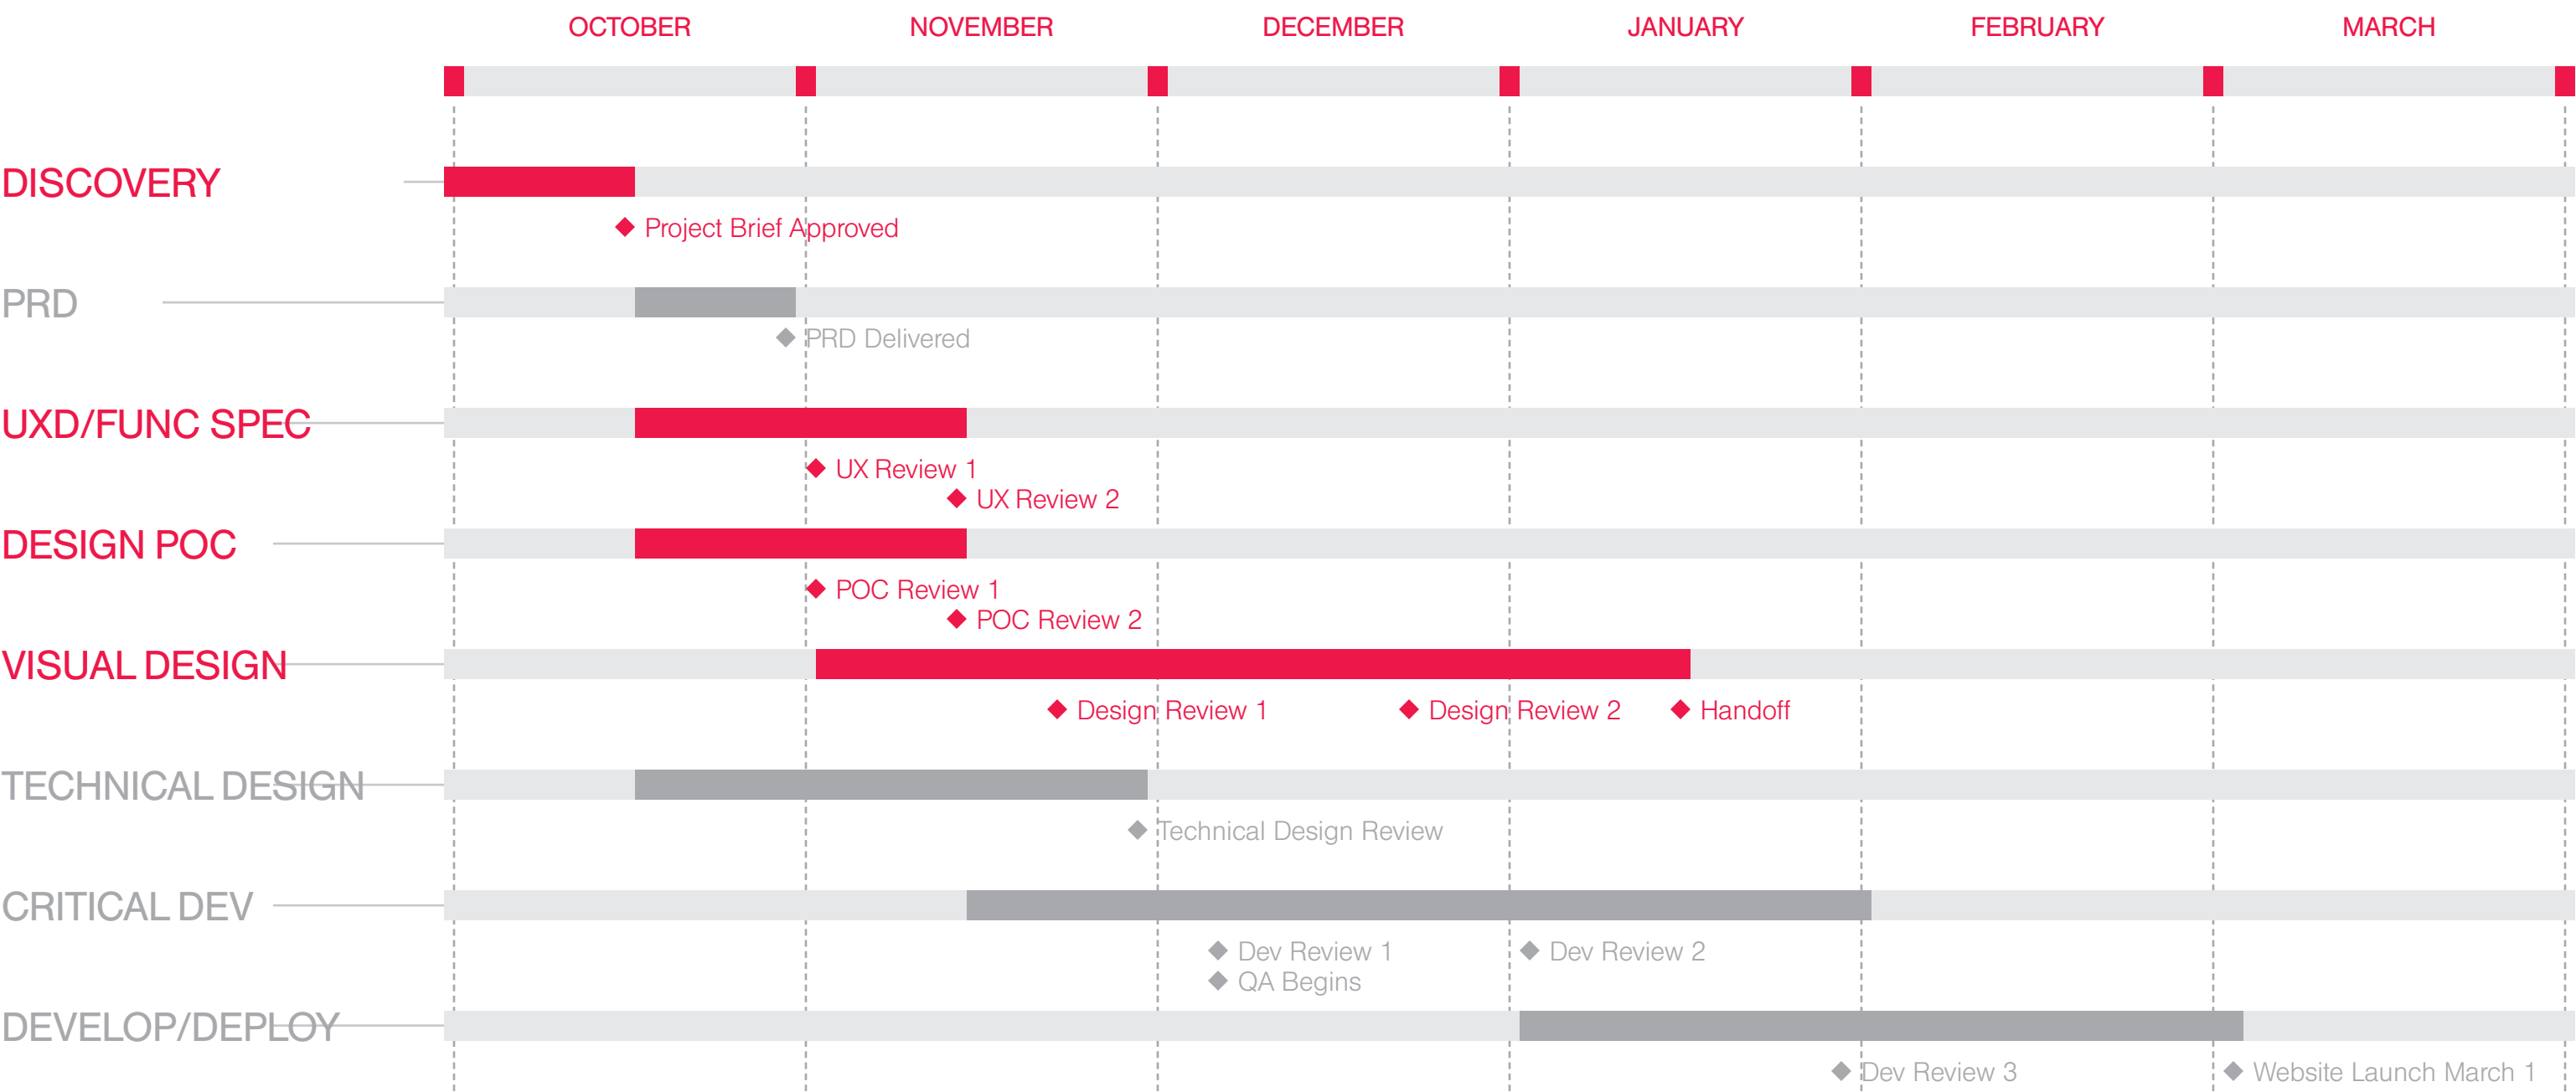 OCTOBER NOVEMBER DECEMBER JANUARY FEBRUARY MARCH
DISCOVERY
Project Brief Approved
PRD
PRD Delivered
UXD/FUNC SPEC
UX Review 1
UX Review 2
DESIGN POC
POC Review 1
POC Review 2
VISUAL DESIGN
Design Review 1 Design Review 2 Handoff
TECHNICAL DESIGN
Technical Design Review
CRITICAL DEV
Dev Review 1 Dev Review 2
QA Begins
DEVELOP/DEPLOY
Dev Review 3 Website Launch March 1